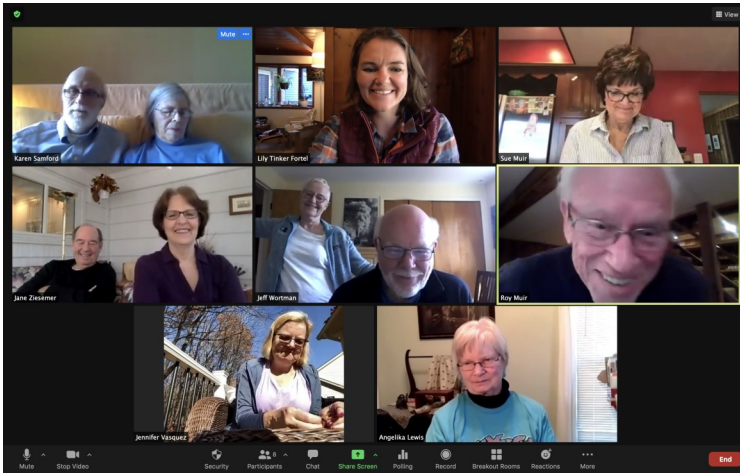 View
Mute
Karen Samford
Lily Tinker Fortel
Sue Muir
Jane Ziesemer
Jeff Wortman
Roy Muir
Jennifer Vasquez
Angelika Lewis
Mute
Stop Video
Security
Participants
6
Chat
Share Screen
Polling
Record
Breakout Rooms
Reactions
More
End